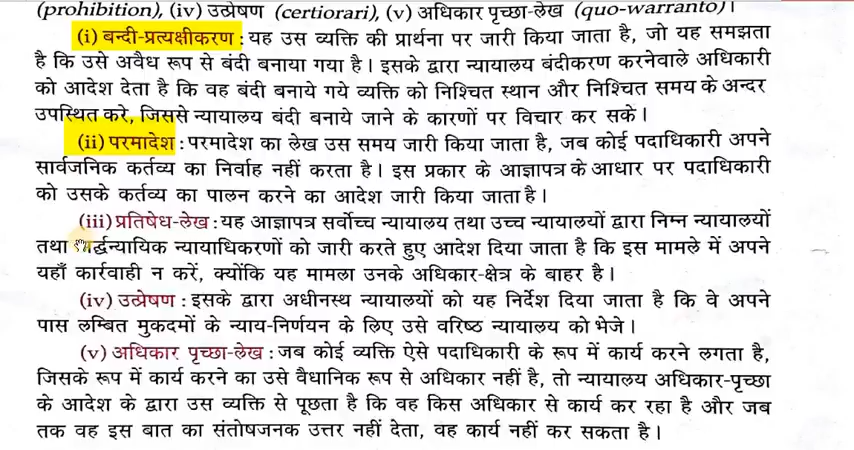 (prohibition), (iv) उत्प्रेषण (certiorari), (v) अधिकार पृच्छा-लेख (quo-warranto)।
(i) बन्दी-प्रत्यक्षीकरण : यह उस व्यक्ति की प्रार्थना पर जारी किया जाता है, जो यह समझता
है कि उसे अवैध रूप से बंदी बनाया गया है। इसके द्वारा न्यायालय बंदीकरण करनेवाले अधिकारी
को आदेश देता है कि वह बंदी बनाये गये व्यक्ति को निश्चित स्थान और निश्चित समय के अन्दर
उपस्थित करे, जिससे न्यायालय बंदी बनाये जाने के कारणों पर विचार कर सके।
(ii) परमादेश : परमादेश का लेख उस समय जारी किया जाता है, जब कोई पदाधिकारी अपने
सार्वजनिक कर्तव्य का निर्वाह नहीं करता है। इस प्रकार के आज्ञापत्र के आधार पर पदाधिकारी
को उसके कर्तव्य का पालन करने का आदेश जारी किया जाता है।
(iii) प्रतिषेध-लेख : यह आज्ञापत्र सर्वोच्च न्यायालय तथा उच्च न्यायालयों द्वारा निम्न न्यायालयों
तथा न्यायाधिकरणों को जारी करते हुए आदेश दिया जाता है कि इस मामले में अपने
यहाँ कार्रवाही न करें, क्योंकि यह मामला उनके अधिकार-क्षेत्र के बाहर है।
(iv) उत्प्रेषण : इसके द्वारा अधीनस्थ न्यायालयों को यह निर्देश दिया जाता है कि वे अपने
पास लम्बित मुकदमों के न्याय-निर्णयन के लिए उसे वरिष्ठ न्यायालय को भेजे।
(v) अधिकार पृच्छा-लेख : जब कोई व्यक्ति ऐसे पदाधिकारी के रूप में कार्य करने लगता है,
जिसके रूप में कार्य करने का उसे वैधानिक रूप से अधिकार नहीं है, तो न्यायालय अधिकार-पृच्छा
के आदेश के द्वारा उस व्यक्ति से पूछता है कि वह किस अधिकार से कार्य कर रहा है और जब
तक वह इस बात का संतोषजनक उत्तर नहीं देता, वह कार्य नहीं कर सकता है।